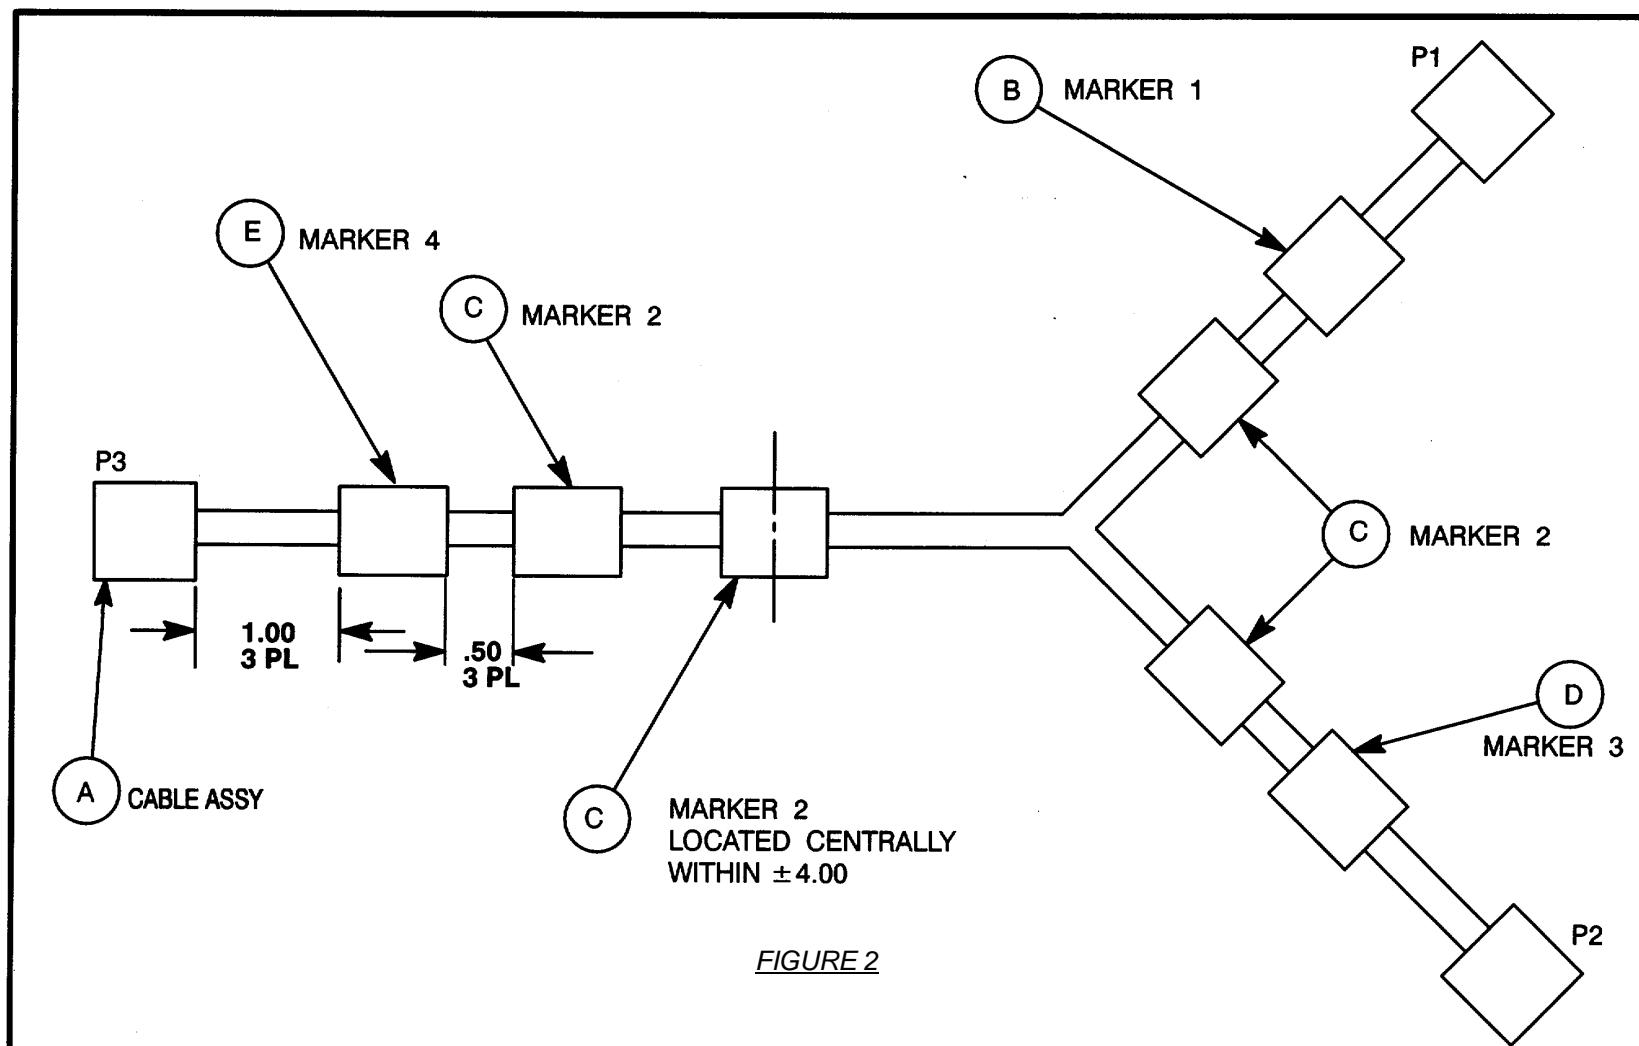 P1
B MARKER 1
E MARKER 4
C MARKER 2
P3
C MARKER 2
1.00
3 PL
.50
3 PL
D
MARKER 3
A CABLE ASSY
C MARKER 2
LOCATED CENTRALLY
WITHIN ±4.00
P2
FIGURE 2